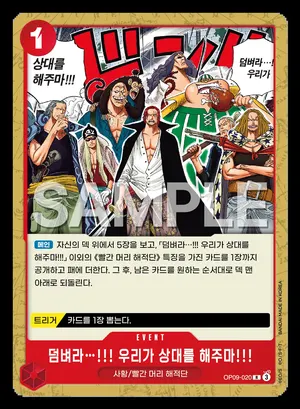 1
상대를
해주마!!!
덤벼라…!
우리가
SAMPLE
메인 자신의 덱 위에서 5장을 보고, 「덤벼라…!!! 우리가 상대를
해주마!!!」 이외의 《빨간 머리 해적단》 특징을 가진 카드를 1장까지
공개하고 패에 더한다. 그 후, 남은 카드를 원하는 순서대로 덱 맨
아래로 되돌린다.
트리거 카드를 1장 뽑는다.
EVENT
덤벼라…!!! 우리가 상대를 해주마!!!
사황/빨간 머리 해적단
OP09-020 R 3